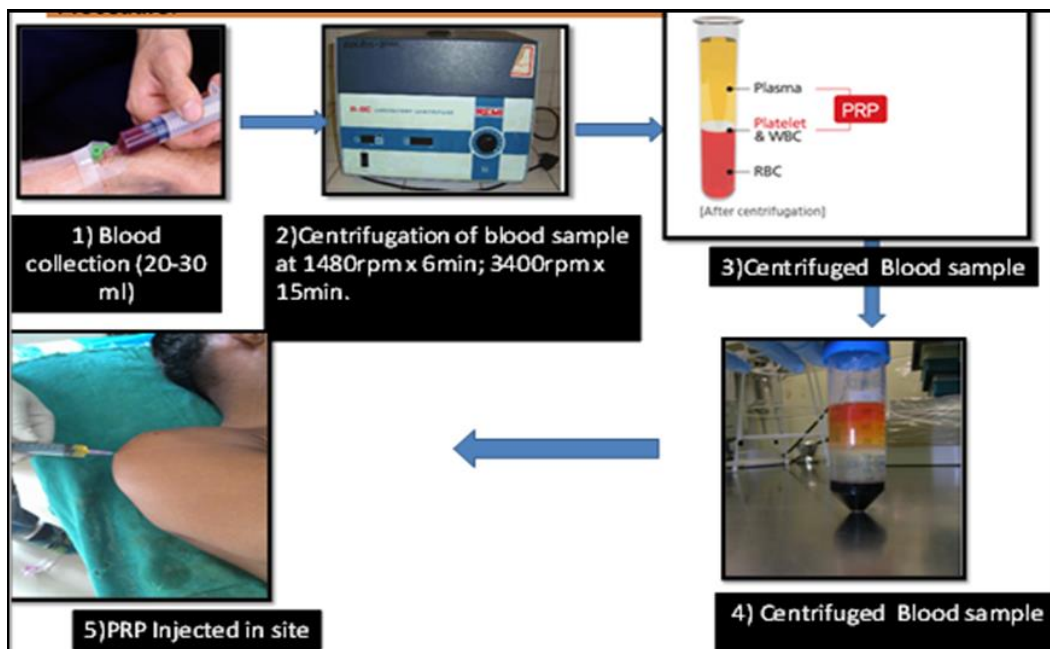 Plasma
PRP
Platelet
& WBC
RBC
[After centrifugation]
1) Blood
collection (20-30
ml)
2)Centrifugation of blood sample
at 1480rpm x 6min; 3400rpm x
15min.
3)Centrifuged Blood sample
4) Centrifuged Blood sample
5)PRP Injected in site